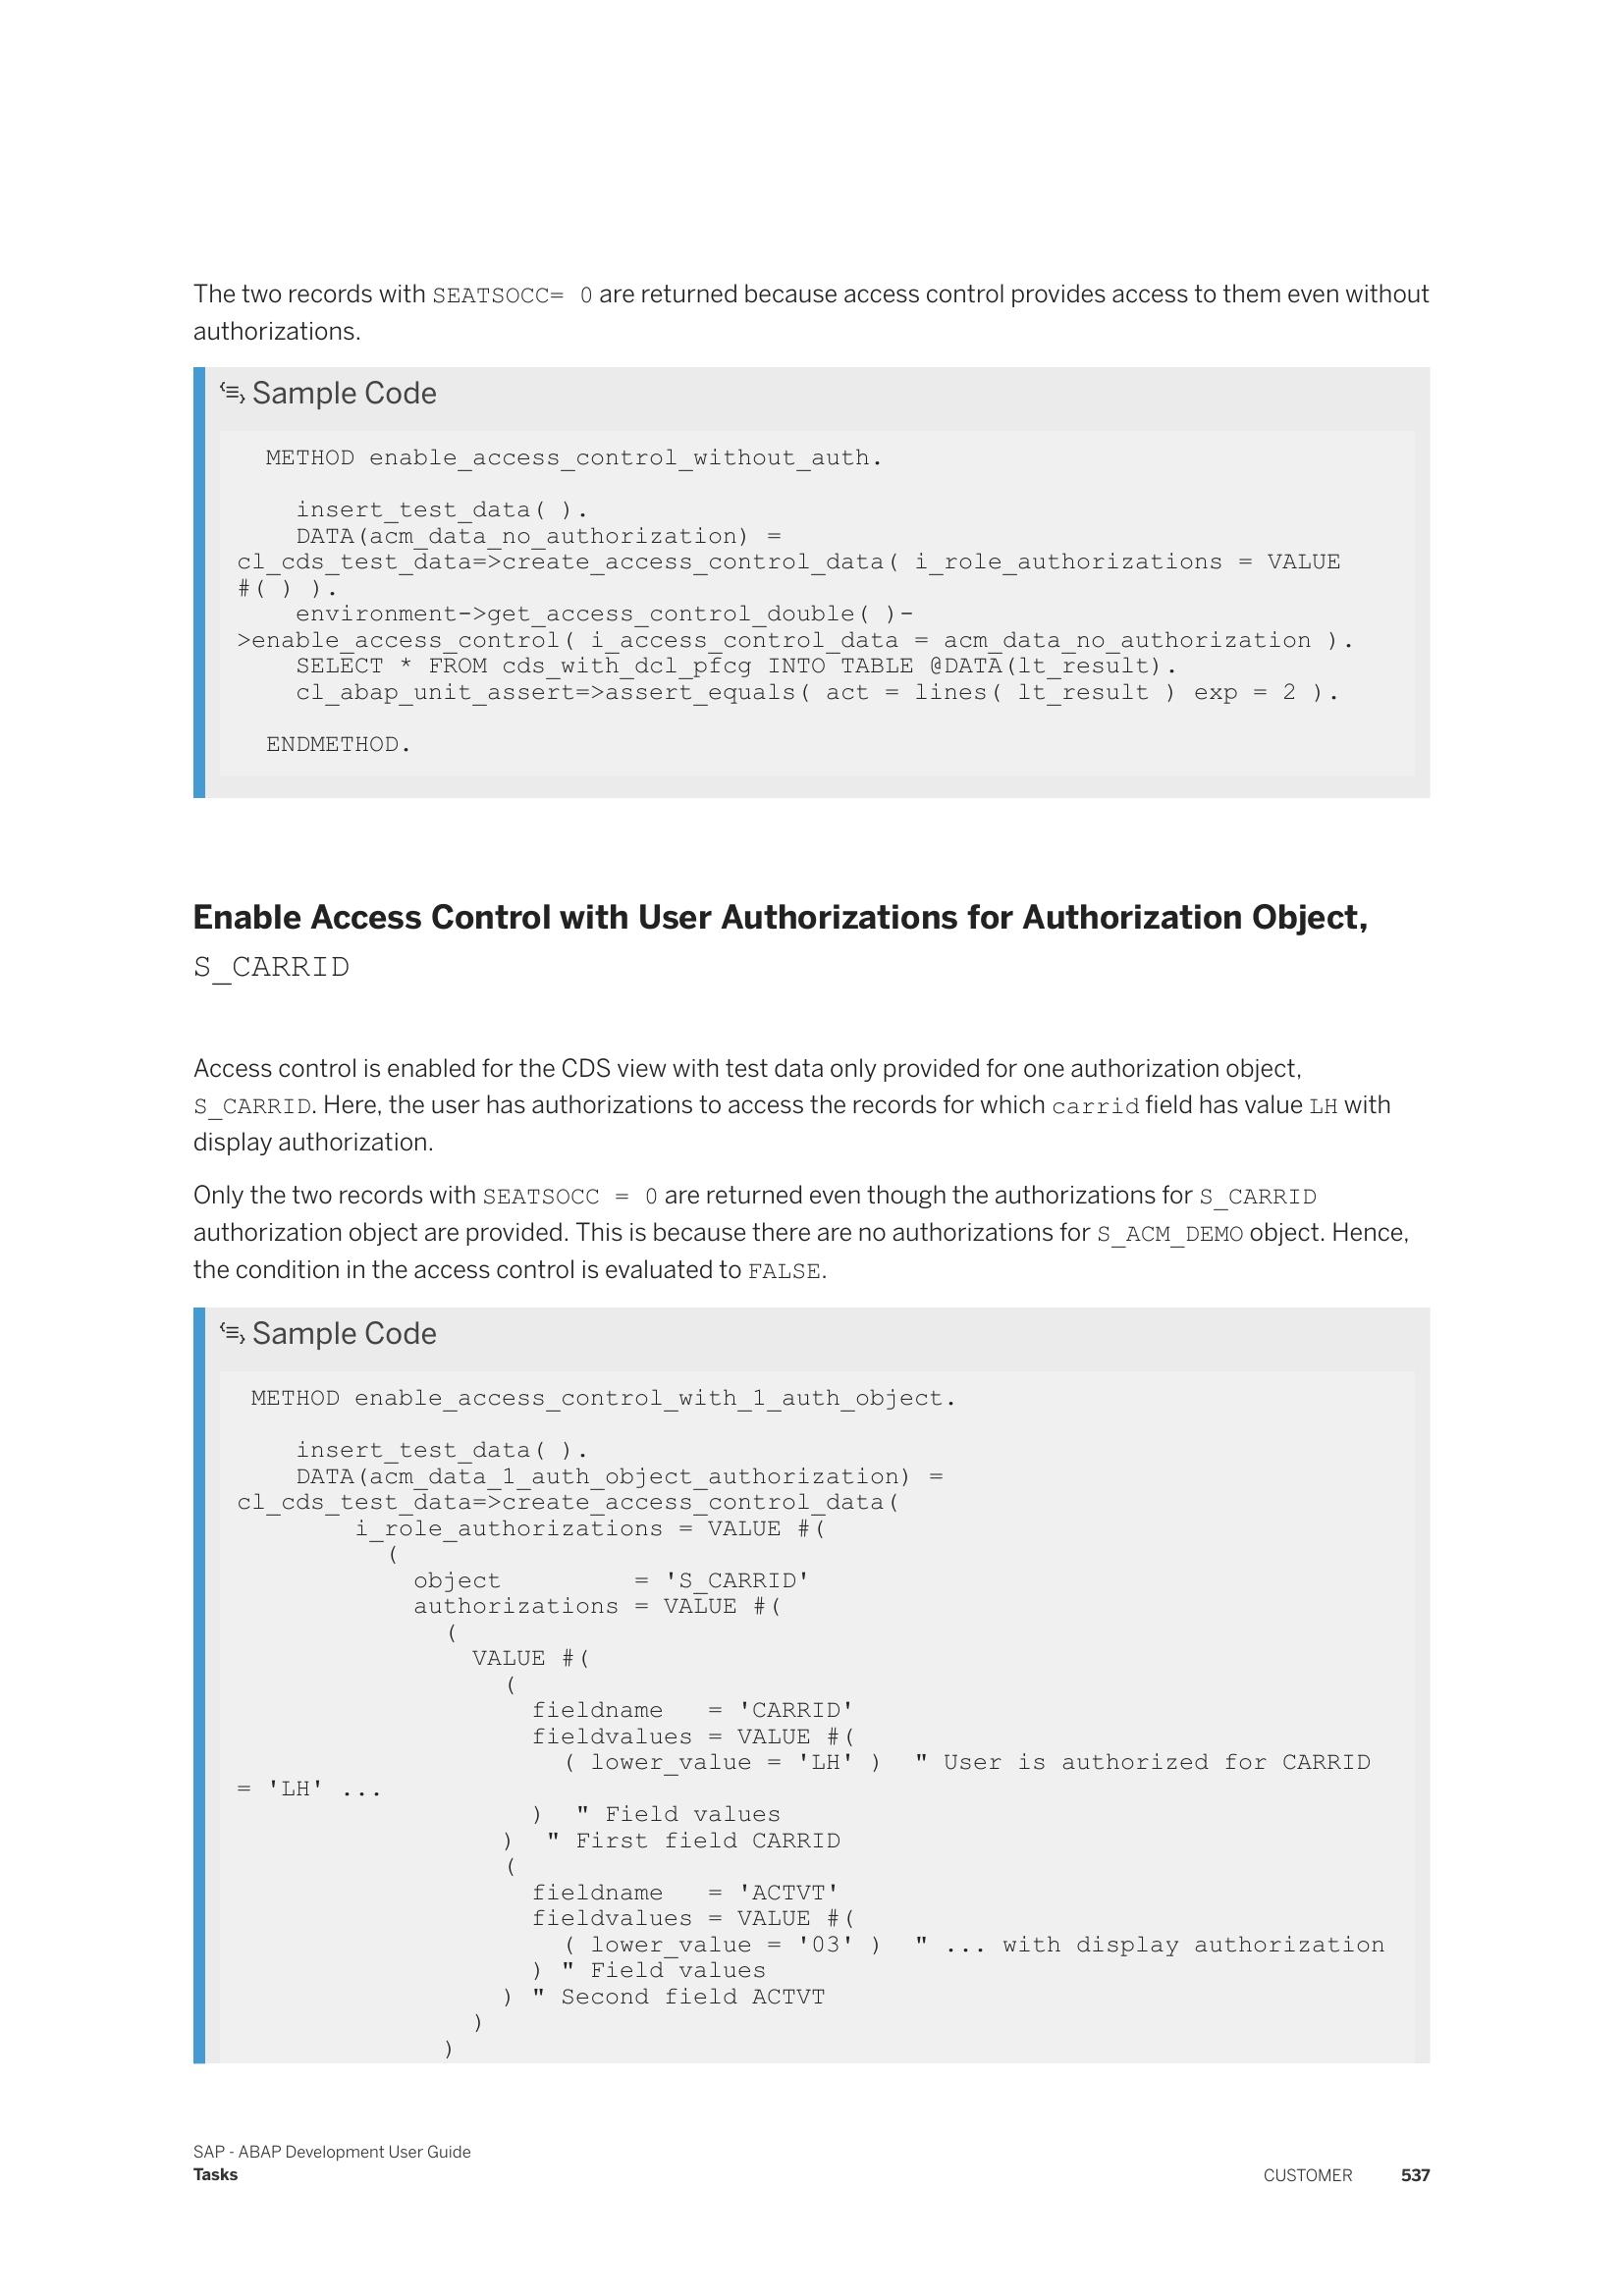 The two records with SEATSOCC= 0 are returned because access control provides access to them even without
authorizations.
Sample Code
METHOD enable_access_control_without_auth.
insert_test_data( ).
DATA(acm_data_no_authorization) =
cl_cds_test_data=>create_access_control_data( i_role_authorizations = VALUE
#( ) ).
environment->get_access_control_double( )-
>enable_access_control( i_access_control_data = acm_data_no_authorization ).
SELECT * FROM cds_with_dcl_pfcg INTO TABLE @DATA(lt_result).
cl_abap_unit_assert=>assert_equals( act = lines( lt_result ) exp = 2 ).
ENDMETHOD.
Enable Access Control with User Authorizations for Authorization Object,
S_CARRID
Access control is enabled for the CDS view with test data only provided for one authorization object,
S_CARRID. Here, the user has authorizations to access the records for which carrid field has value LH with
display authorization.
Only the two records with SEATSOCC = 0 are returned even though the authorizations for S_CARRID
authorization object are provided. This is because there are no authorizations for S_ACM_DEMO object. Hence,
the condition in the access control is evaluated to FALSE.
Sample Code
METHOD enable_access_control_with_1_auth_object.
insert_test_data( ).
DATA(acm_data_1_auth_object_authorization) =
cl_cds_test_data=>create_access_control_data(
i_role_authorizations = VALUE #(
(
object         = 'S_CARRID'
authorizations = VALUE #(
(
VALUE #(
(
fieldname   = 'CARRID'
fieldvalues = VALUE #(
( lower_value = 'LH' )  " User is authorized for CARRID
= 'LH' ...
)  " Field values
)  " First field CARRID
(
fieldname   = 'ACTVT'
fieldvalues = VALUE #(
( lower_value = '03' )  " ... with display authorization
) " Field values
) " Second field ACTVT
)
)
SAP - ABAP Development User Guide
Tasks
CUSTOMER 537